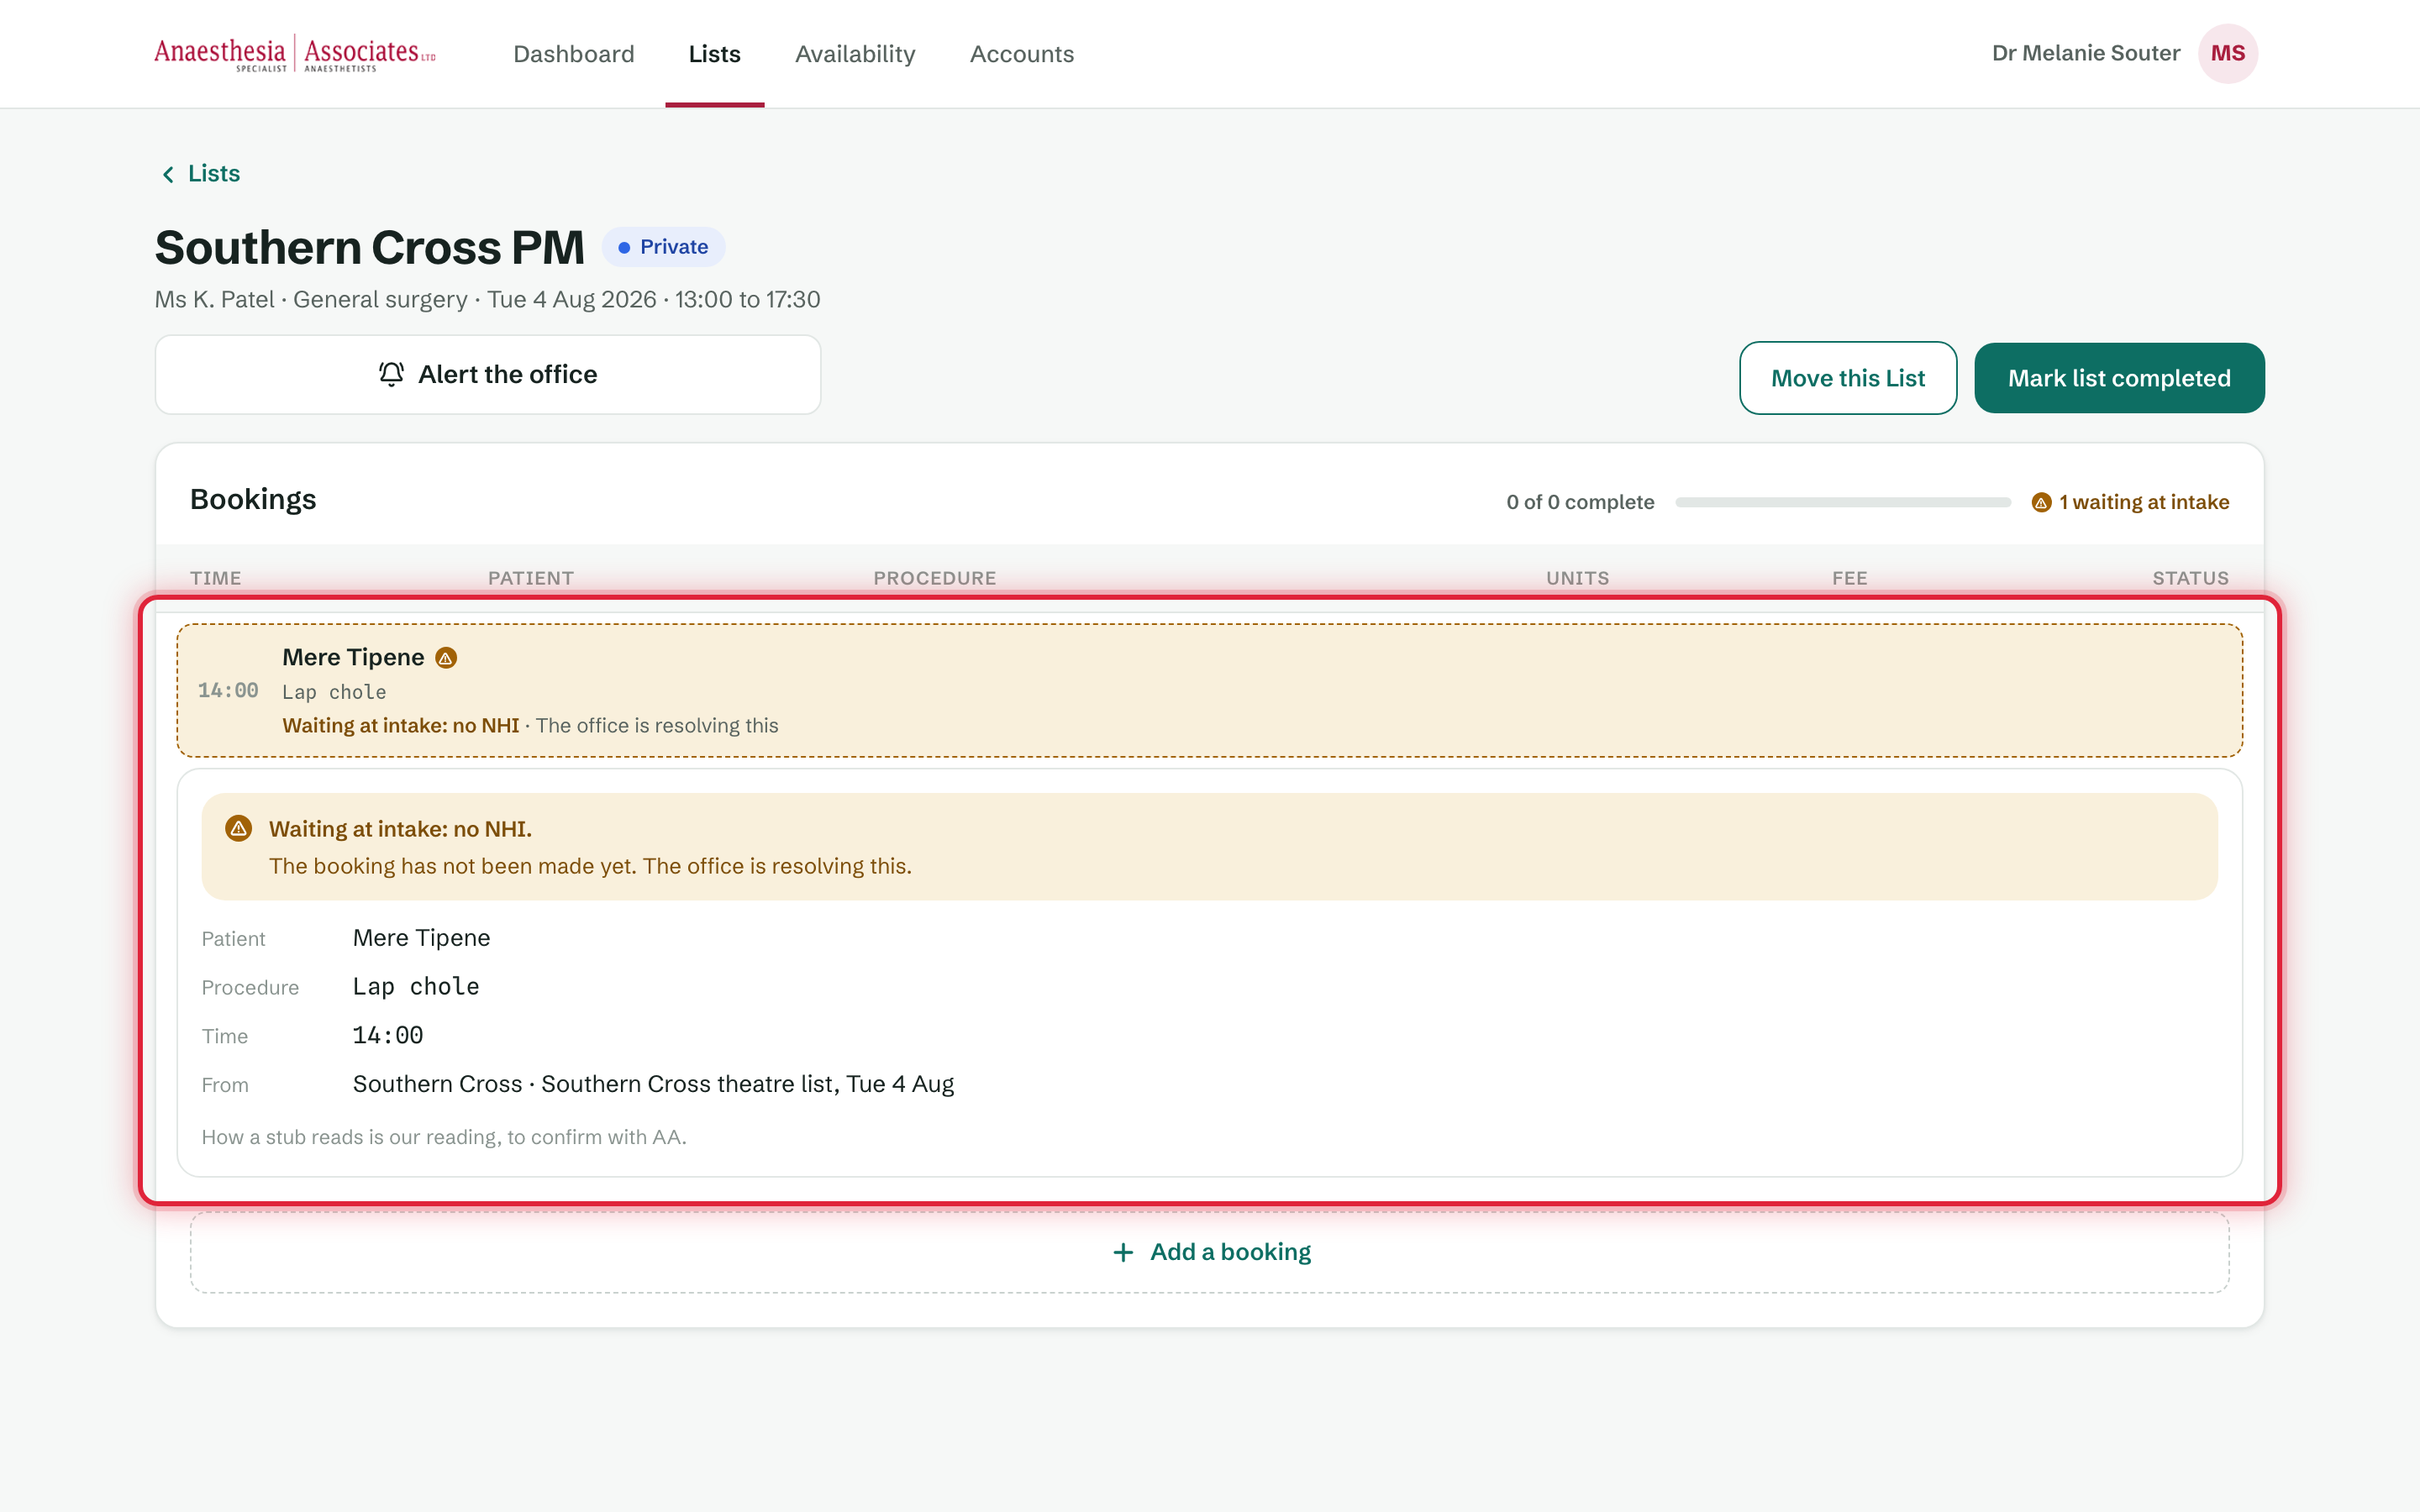 Anaesthesia Associates LTD
SPECIALIST ANAESTHETISTS
Dashboard
Lists
Availability
Accounts
Dr Melanie Souter
MS
Lists
Southern Cross PM
Private
Ms K. Patel · General surgery · Tue 4 Aug 2026 · 13:00 to 17:30
Alert the office
Move this List
Mark list completed
Bookings
0 of 0 complete
1 waiting at intake
TIME
PATIENT
PROCEDURE
UNITS
FEE
STATUS
14:00
Mere Tipene
Lap chole
Waiting at intake: no NHI · The office is resolving this
Waiting at intake: no NHI.
The booking has not been made yet. The office is resolving this.
Patient
Mere Tipene
Procedure
Lap chole
Time
14:00
From
Southern Cross · Southern Cross theatre list, Tue 4 Aug
How a stub reads is our reading, to confirm with AA.
+ Add a booking